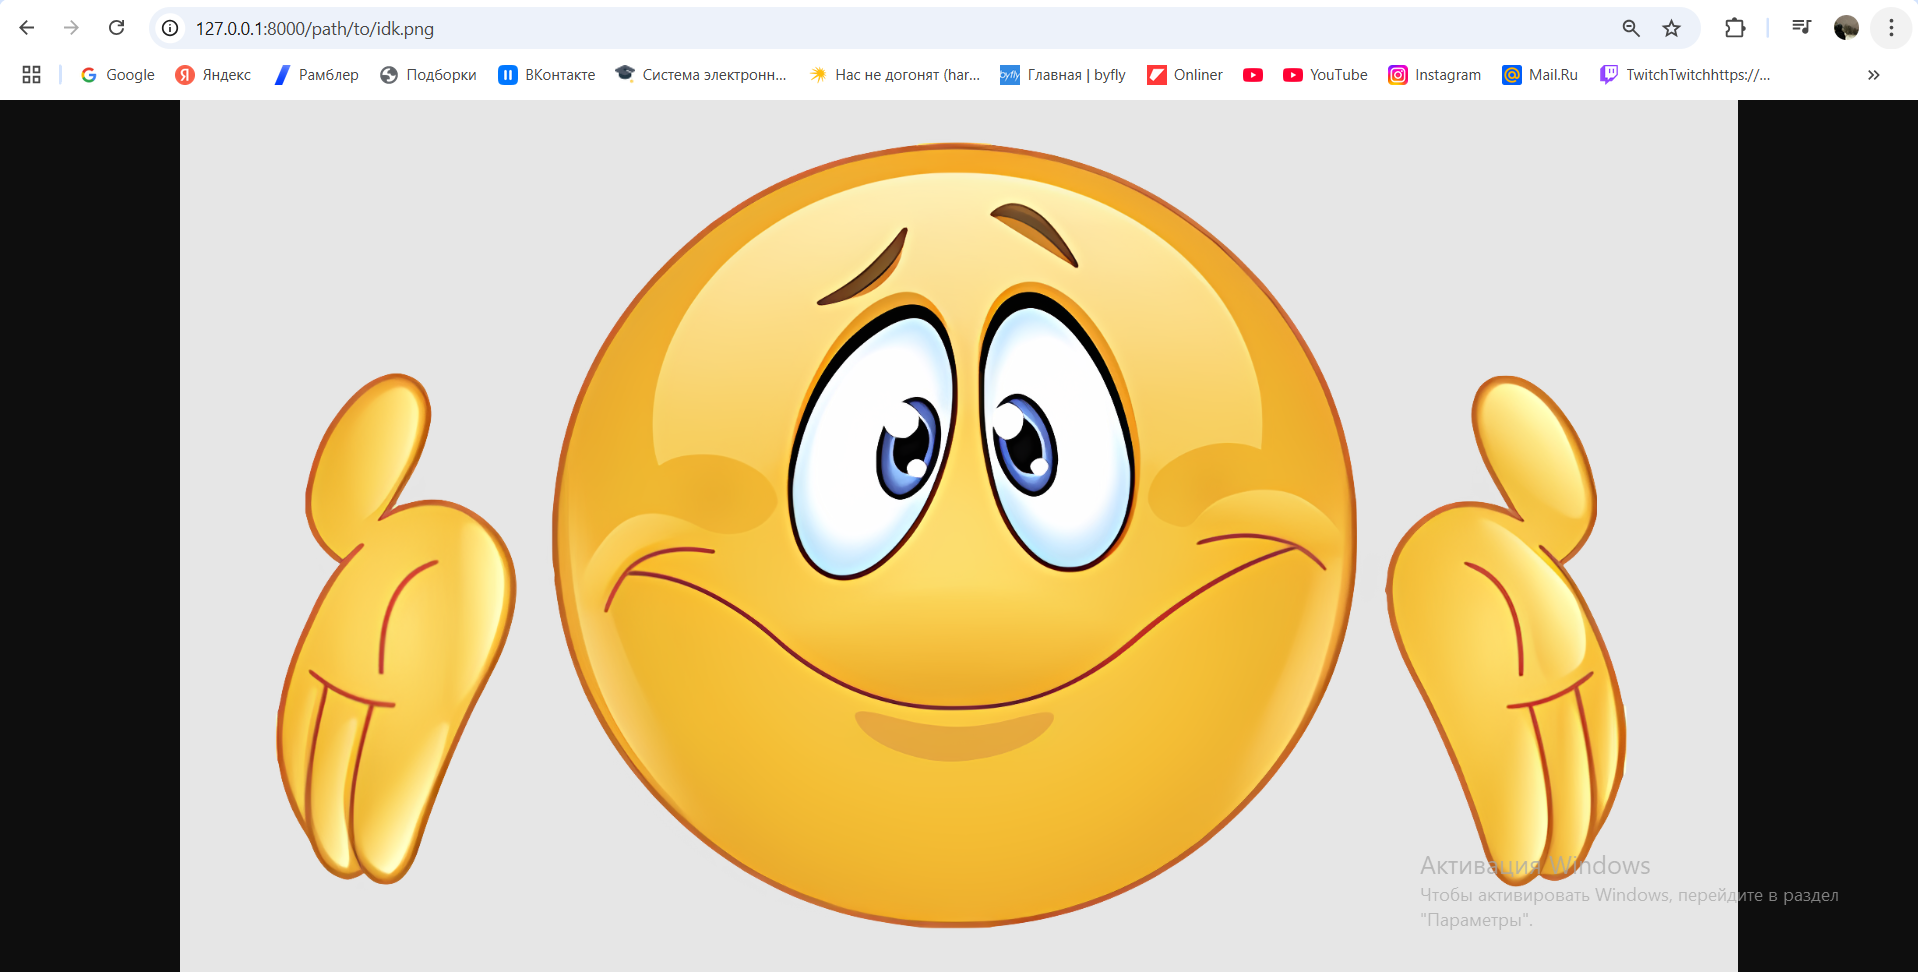 127.0.0.1:8000/path/to/idk.png
Google Яндекс Рамблер Подборки ВКонтакте Система электронн... Нас не догонят (har... byfly Главная | byfly Onliner YouTube Instagram Mail.Ru TwitchTwitchhttps://...
Активация Windows
Чтобы активировать Windows, перейдите в раздел
"Параметры".